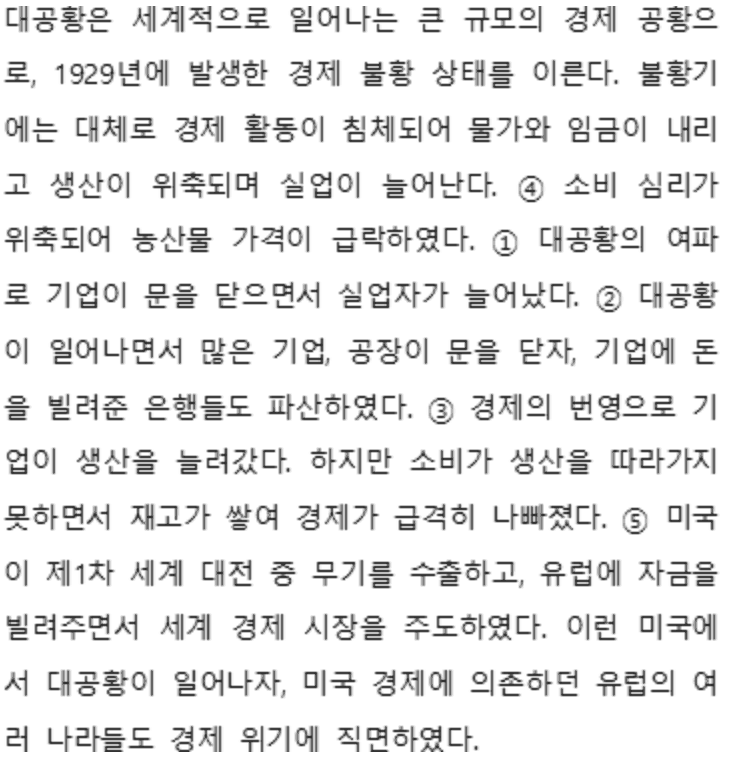 대공황은 세계적으로 일어나는 큰 규모의 경제 공황으
로, 1929년에 발생한 경제 불황 상태를 이른다. 불황기
에는 대체로 경제 활동이 침체되어 물가와 임금이 내리
고 생산이 위축되며 실업이 늘어난다. ④ 소비 심리가
위축되어 농산물 가격이 급락하였다. ① 대공황의 여파
로 기업이 문을 닫으면서 실업자가 늘어났다. ② 대공황
이 일어나면서 많은 기업, 공장이 문을 닫자, 기업에 돈
을 빌려준 은행들도 파산하였다. ③ 경제의 번영으로 기
업이 생산을 늘려갔다. 하지만 소비가 생산을 따라가지
못하면서 재고가 쌓여 경제가 급격히 나빠졌다. ⑤ 미국
이 제1차 세계 대전 중 무기를 수출하고, 유럽에 자금을
빌려주면서 세계 경제 시장을 주도하였다. 이런 미국에
서 대공황이 일어나자, 미국 경제에 의존하던 유럽의 여
러 나라들도 경제 위기에 직면하였다.